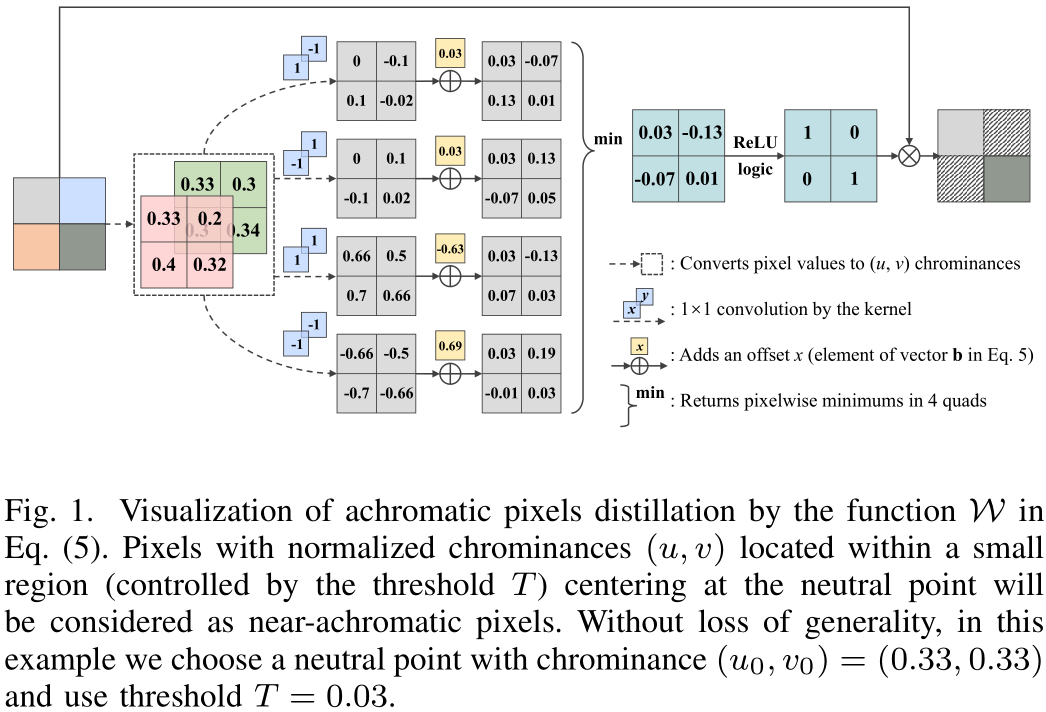 -1
1
0 -0.1
0.1 -0.02
0.03
0.03 -0.07
0.13 0.01
1
-1
0 0.1
-0.1 0.02
0.03
0.03 0.13
-0.07 0.05
1
1
0.66 0.5
0.7 0.66
-0.63
0.03 -0.13
0.07 0.03
-1
-1
-0.66 -0.5
-0.7 -0.66
0.69
0.03 0.19
-0.01 0.03
0.33 0.3
0.3 0.34
0.33 0.2
0.4 0.32
min
0.03 -0.13
-0.07 0.01
ReLU
logic
1 0
0 1
: Converts pixel values to (u, v) chrominances
x y : 1×1 convolution by the kernel
x : Adds an offset x (element of vector b in Eq. 5)
min : Returns pixelwise minimums in 4 quads
Fig. 1. Visualization of achromatic pixels distillation by the function 𝒲 in
Eq. (5). Pixels with normalized chrominances (u, v) located within a small
region (controlled by the threshold T) centering at the neutral point will
be considered as near-achromatic pixels. Without loss of generality, in this
example we choose a neutral point with chrominance (u₀, v₀) = (0.33, 0.33)
and use threshold T = 0.03.